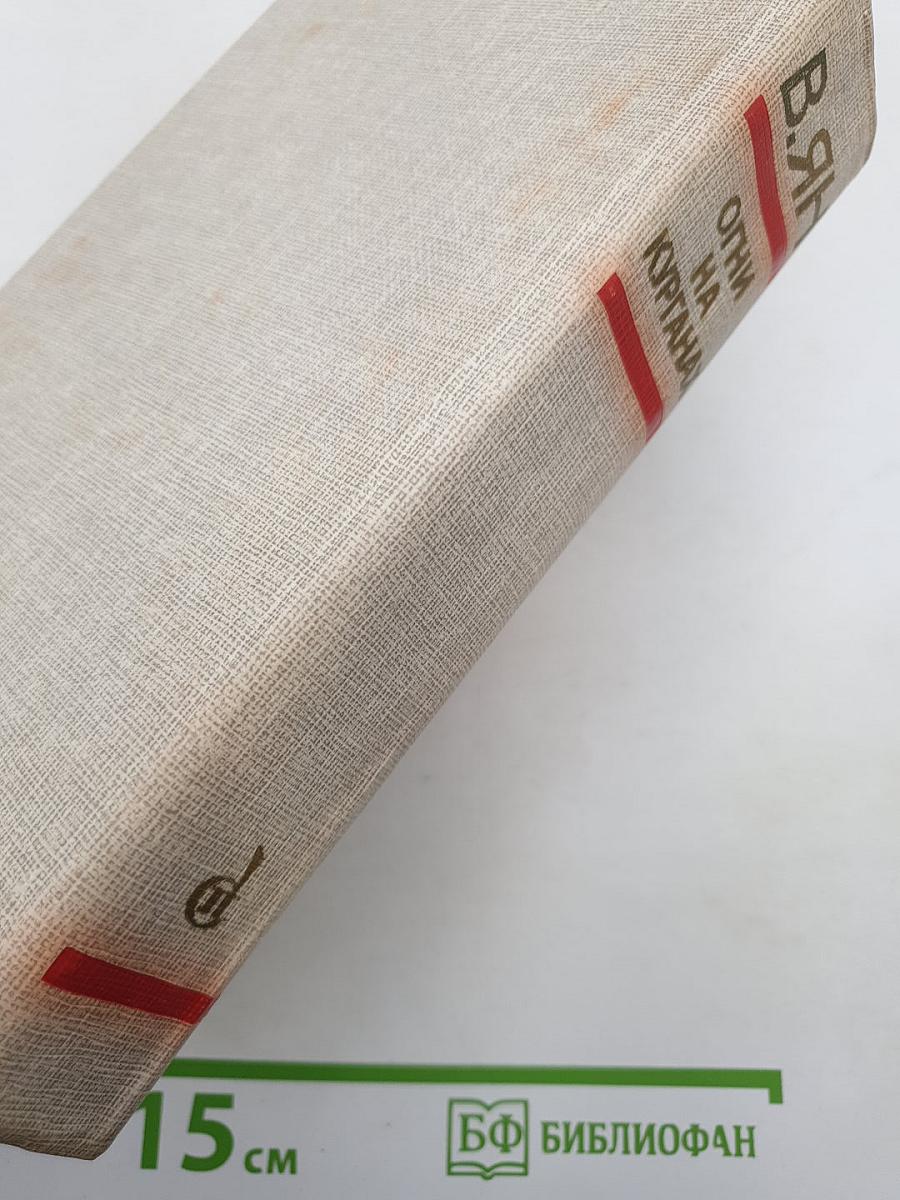 В.ЯН
ОГНИ
НА
КУРГАНАХ
15 см
БФ БИБЛИОФАН